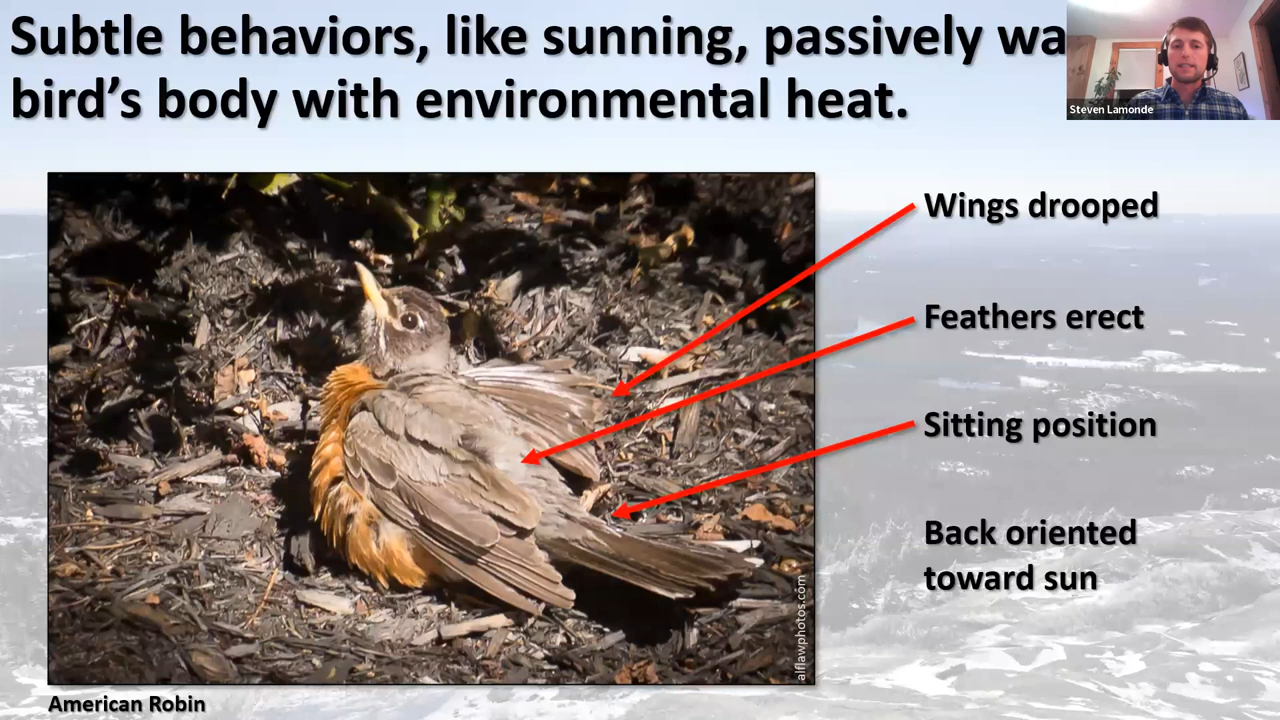 Subtle behaviors, like sunning, passively wa
bird’s body with environmental heat.
Steven Lamonde
Wings drooped
Feathers erect
Sitting position
Back oriented
toward sun
alflawphotos.com
American Robin